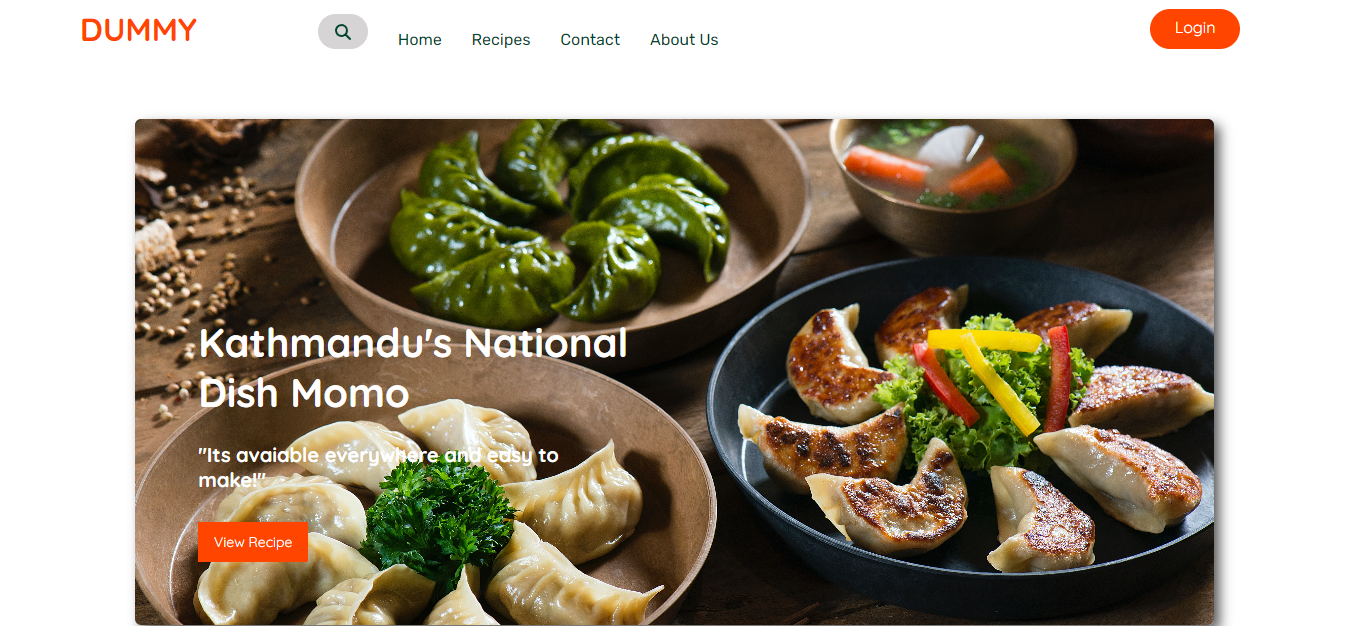 DUMMY
Home
Recipes
Contact
About Us
Login
Kathmandu's National
Dish Momo
"Its avaiable everywhere and easy to
make!"
View Recipe